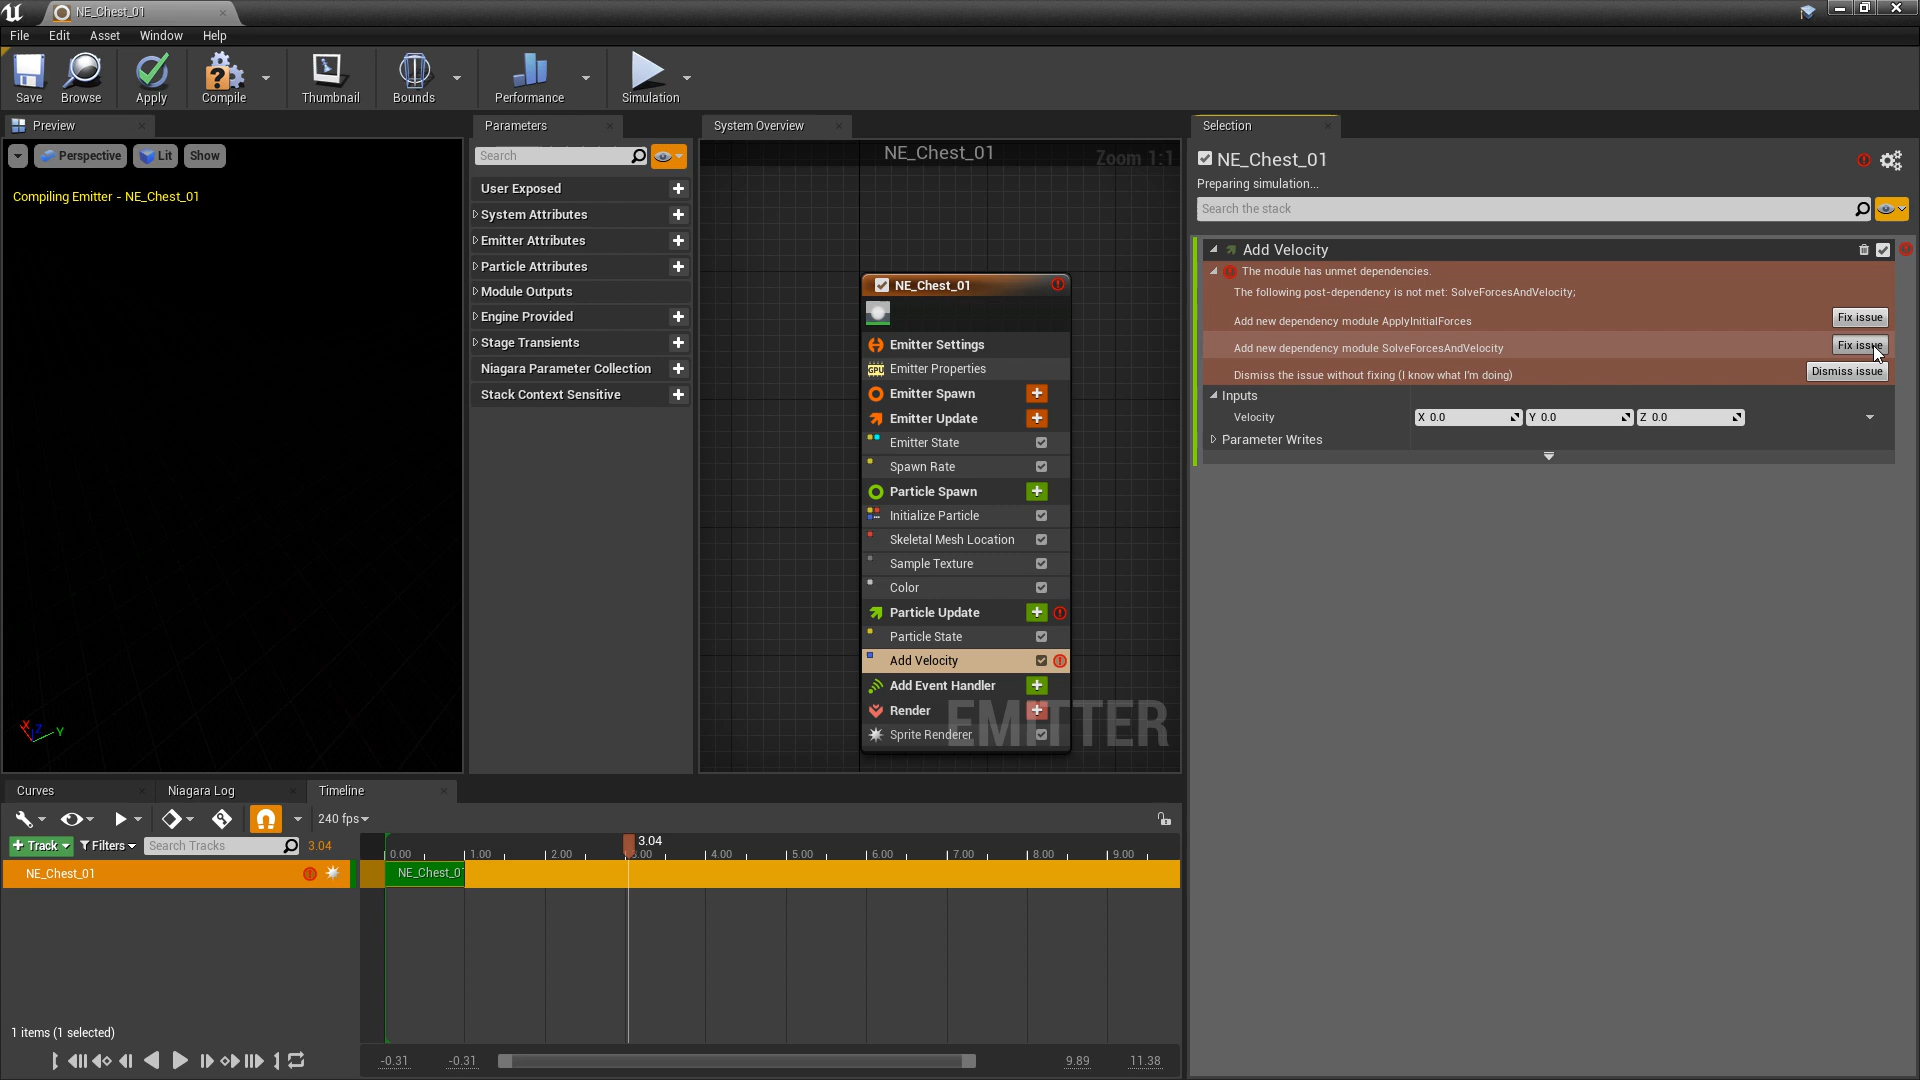 NE_Chest_01
File Edit Asset Window Help
Save Browse Apply Compile Thumbnail Bounds Performance Simulation
Preview
Perspective Lit Show
Compiling Emitter - NE_Chest_01
X Z Y
Parameters
Search
User Exposed
System Attributes
Emitter Attributes
Particle Attributes
Module Outputs
Engine Provided
Stage Transients
Niagara Parameter Collection
Stack Context Sensitive
System Overview
NE_Chest_01 Zoom 1:1
NE_Chest_01
Emitter Settings
GPU Emitter Properties
Emitter Spawn
Emitter Update
Emitter State
Spawn Rate
Particle Spawn
Initialize Particle
Skeletal Mesh Location
Sample Texture
Color
Particle Update
Particle State
Add Velocity
Add Event Handler
Render
Sprite Renderer
EMITTER
Selection
NE_Chest_01
Preparing simulation...
Search the stack
Add Velocity
The module has unmet dependencies.
The following post-dependency is not met: SolveForcesAndVelocity;
Add new dependency module ApplyInitialForces Fix issue
Add new dependency module SolveForcesAndVelocity Fix issue
Dismiss the issue without fixing (I know what I'm doing) Dismiss issue
Inputs
Velocity X 0.0 Y 0.0 Z 0.0
Parameter Writes
Curves Niagara Log Timeline
240 fps
+ Track Filters Search Tracks 3.04
3.04
0.00 1.00 2.00 3.00 4.00 5.00 6.00 7.00 8.00 9.00
NE_Chest_01 NE_Chest_0
1 items (1 selected)
-0.31 -0.31 9.89 11.38